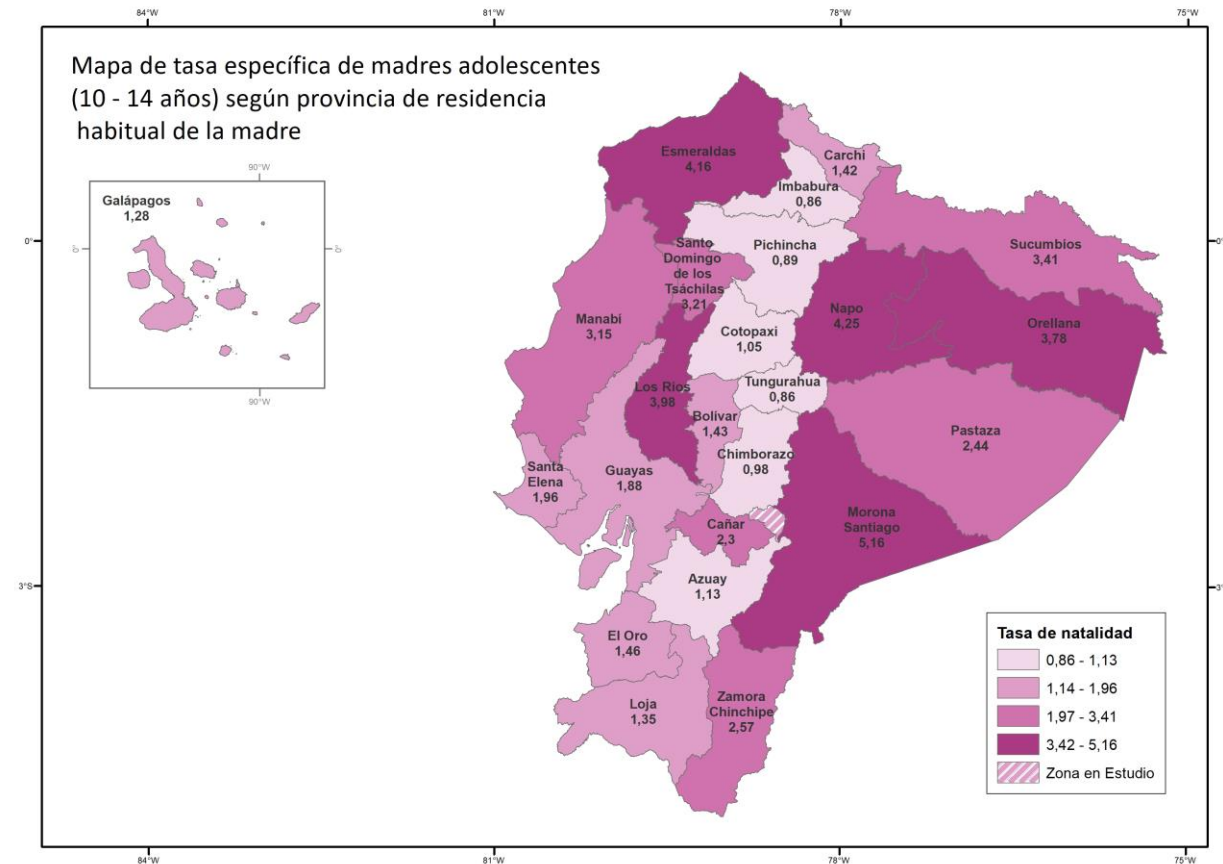 84°W
81°W
78°W
75°W
Mapa de tasa específica de madres adolescentes
(10 - 14 años) según provincia de residencia
habitual de la madre
90°W
Galápagos
1,28
0°
0°
90°W
Esmeraldas
4,16
Carchi
1,42
Imbabura
0,86
0°
0°
Pichincha
0,89
Sucumbios
3,41
Santo
Domingo
de los
Tsáchilas
3,21
Manabí
3,15
Cotopaxi
1,05
Napo
4,25
Orellana
3,78
Los Ríos
3,98
Tungurahua
0,86
Bolivar
1,43
Pastaza
2,44
Chimborazo
0,98
Santa
Elena
1,96
Guayas
1,88
Morona
Santiago
5,16
Cañar
2,3
Azuay
1,13
3°S
El Oro
1,46
Loja
1,35
Zamora
Chinchipe
2,57
Tasa de natalidad
0,86 - 1,13
1,14 - 1,96
1,97 - 3,41
3,42 - 5,16
Zona en Estudio
84°W
81°W
78°W
75°W